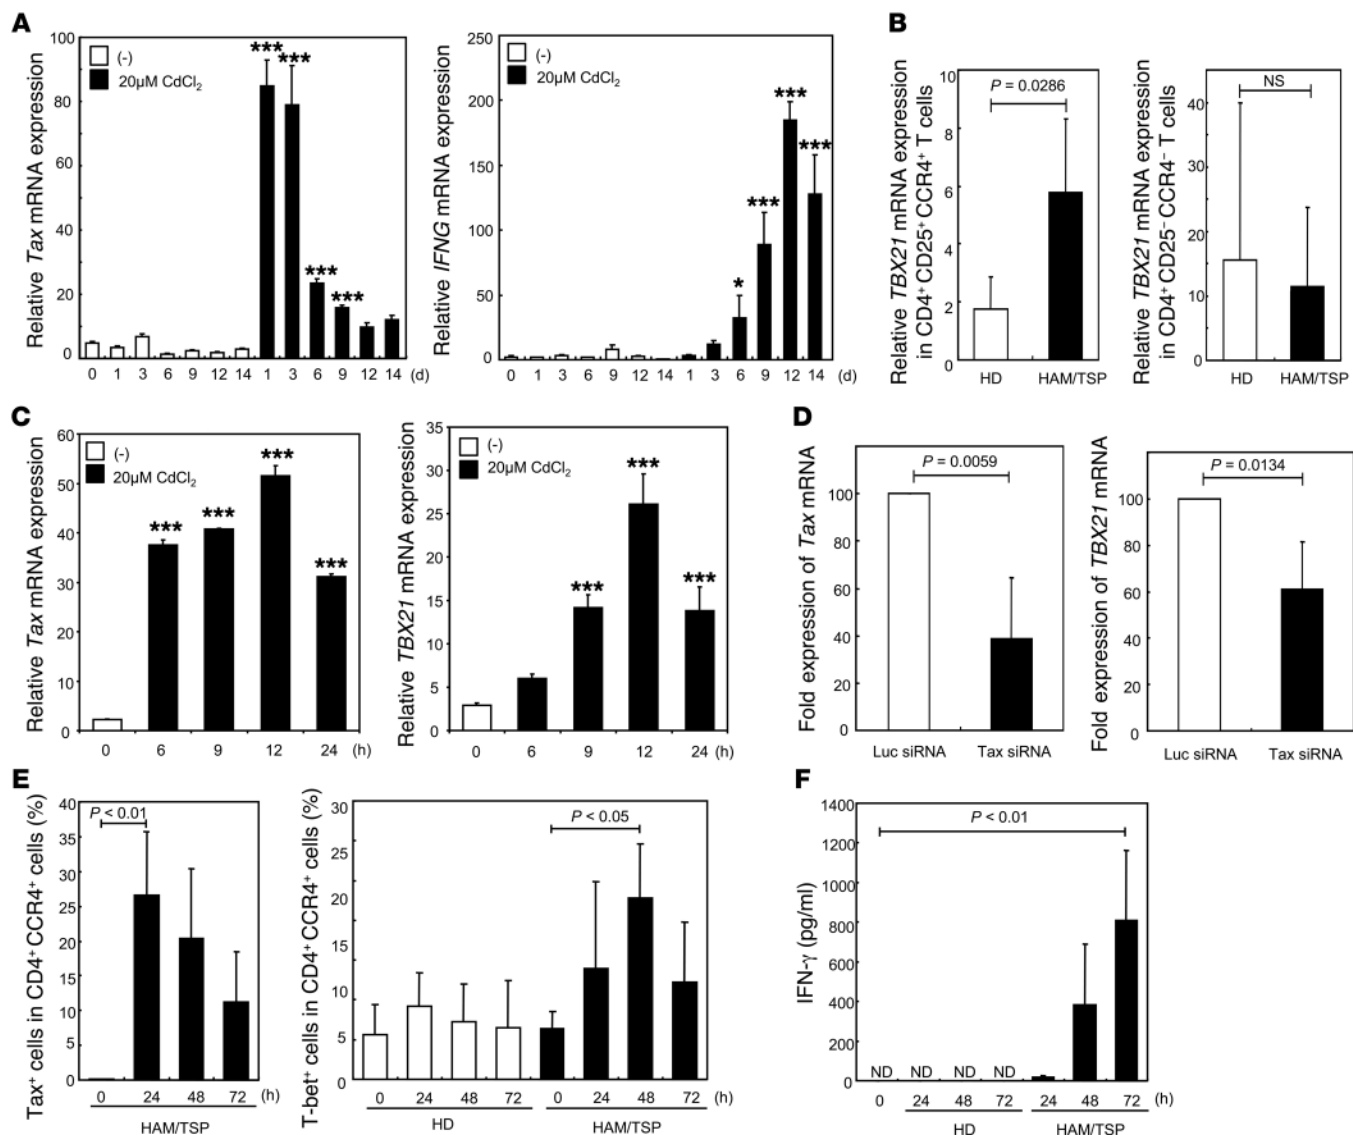 A
Relative Tax mRNA expression
100
80
60
40
20
0
(-)
20μM CdCl₂
***
***
***
***
0 1 3 6 9 12 14 1 3 6 9 12 14 (d)
Relative IFNG mRNA expression
250
200
150
100
50
0
(-)
20μM CdCl₂
*
***
***
***
0 1 3 6 9 12 14 1 3 6 9 12 14 (d)
B
Relative TBX21 mRNA expression
in CD4⁺ CD25⁺ CCR4⁺ T cells
10
8
6
4
2
0
P = 0.0286
HD HAM/TSP
Relative TBX21 mRNA expression
in CD4⁺ CD25⁻ CCR4⁻ T cells
40
35
30
25
20
15
10
5
0
NS
HD HAM/TSP
C
Relative Tax mRNA expression
60
50
40
30
20
10
0
(-)
20μM CdCl₂
***
***
***
***
0 6 9 12 24 (h)
Relative TBX21 mRNA expression
35
30
25
20
15
10
5
0
(-)
20μM CdCl₂
***
***
***
0 6 9 12 24 (h)
D
Fold expression of Tax mRNA
100
80
60
40
20
0
P = 0.0059
Luc siRNA Tax siRNA
Fold expression of TBX21 mRNA
100
80
60
40
20
0
P = 0.0134
Luc siRNA Tax siRNA
E
Tax⁺ cells in CD4⁺ CCR4⁺ cells (%)
40
35
30
25
20
15
10
5
0
P < 0.01
0 24 48 72 (h)
HAM/TSP
T-bet⁺ cells in CD4⁺ CCR4⁺ cells (%)
30
25
20
15
10
5
0
P < 0.05
0 24 48 72 0 24 48 72 (h)
HD HAM/TSP
F
IFN-γ (pg/ml)
1400
1200
1000
800
600
400
200
0
P < 0.01
ND ND ND ND
0 24 48 72 24 48 72 (h)
HD HAM/TSP